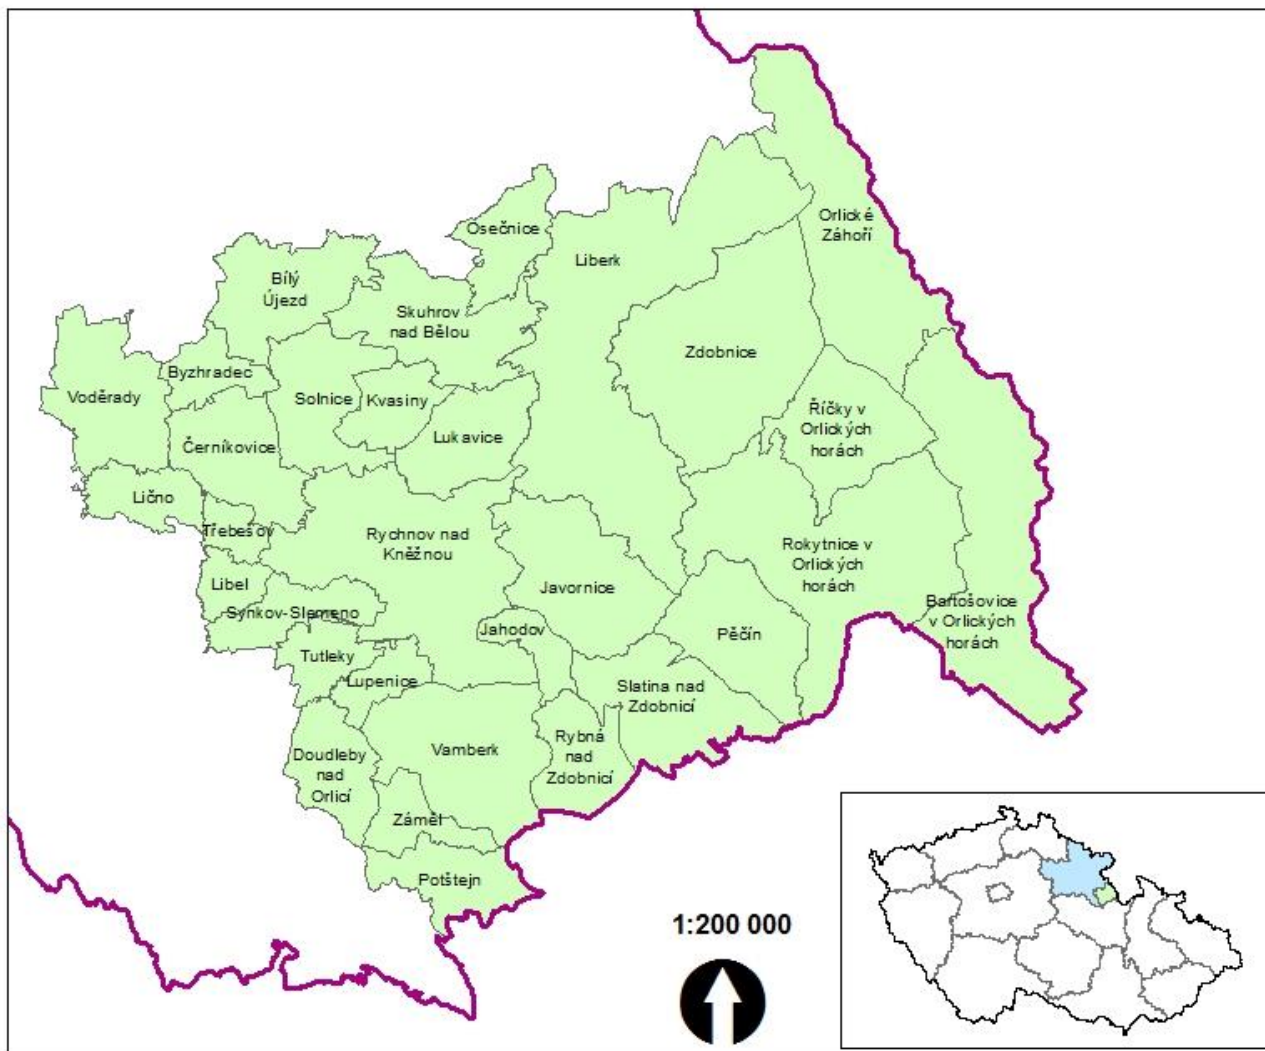 Orlické
Záhoří
Osečnice
Liberk
Bílý
Újezd
Skuhrov
nad Bělou
Zdobnice
Byzhradec
Voděrady
Solnice
Kvasiny
Říčky v
Orlických
horách
Lukavice
Černíkovice
Lično
Třebešov
Rychnov nad
Kněžnou
Rokytnice v
Orlických
horách
Libel
Javornice
Synkov-Slemeno
Bartošovice
v Orlických
horách
Jahodov
Pěčín
Tutleky
Lupenice
Slatina nad
Zdobnicí
Doudleby
nad
Orlicí
Vamberk
Rybná
nad
Zdobnicí
Záměl
Potštejn
1:200 000